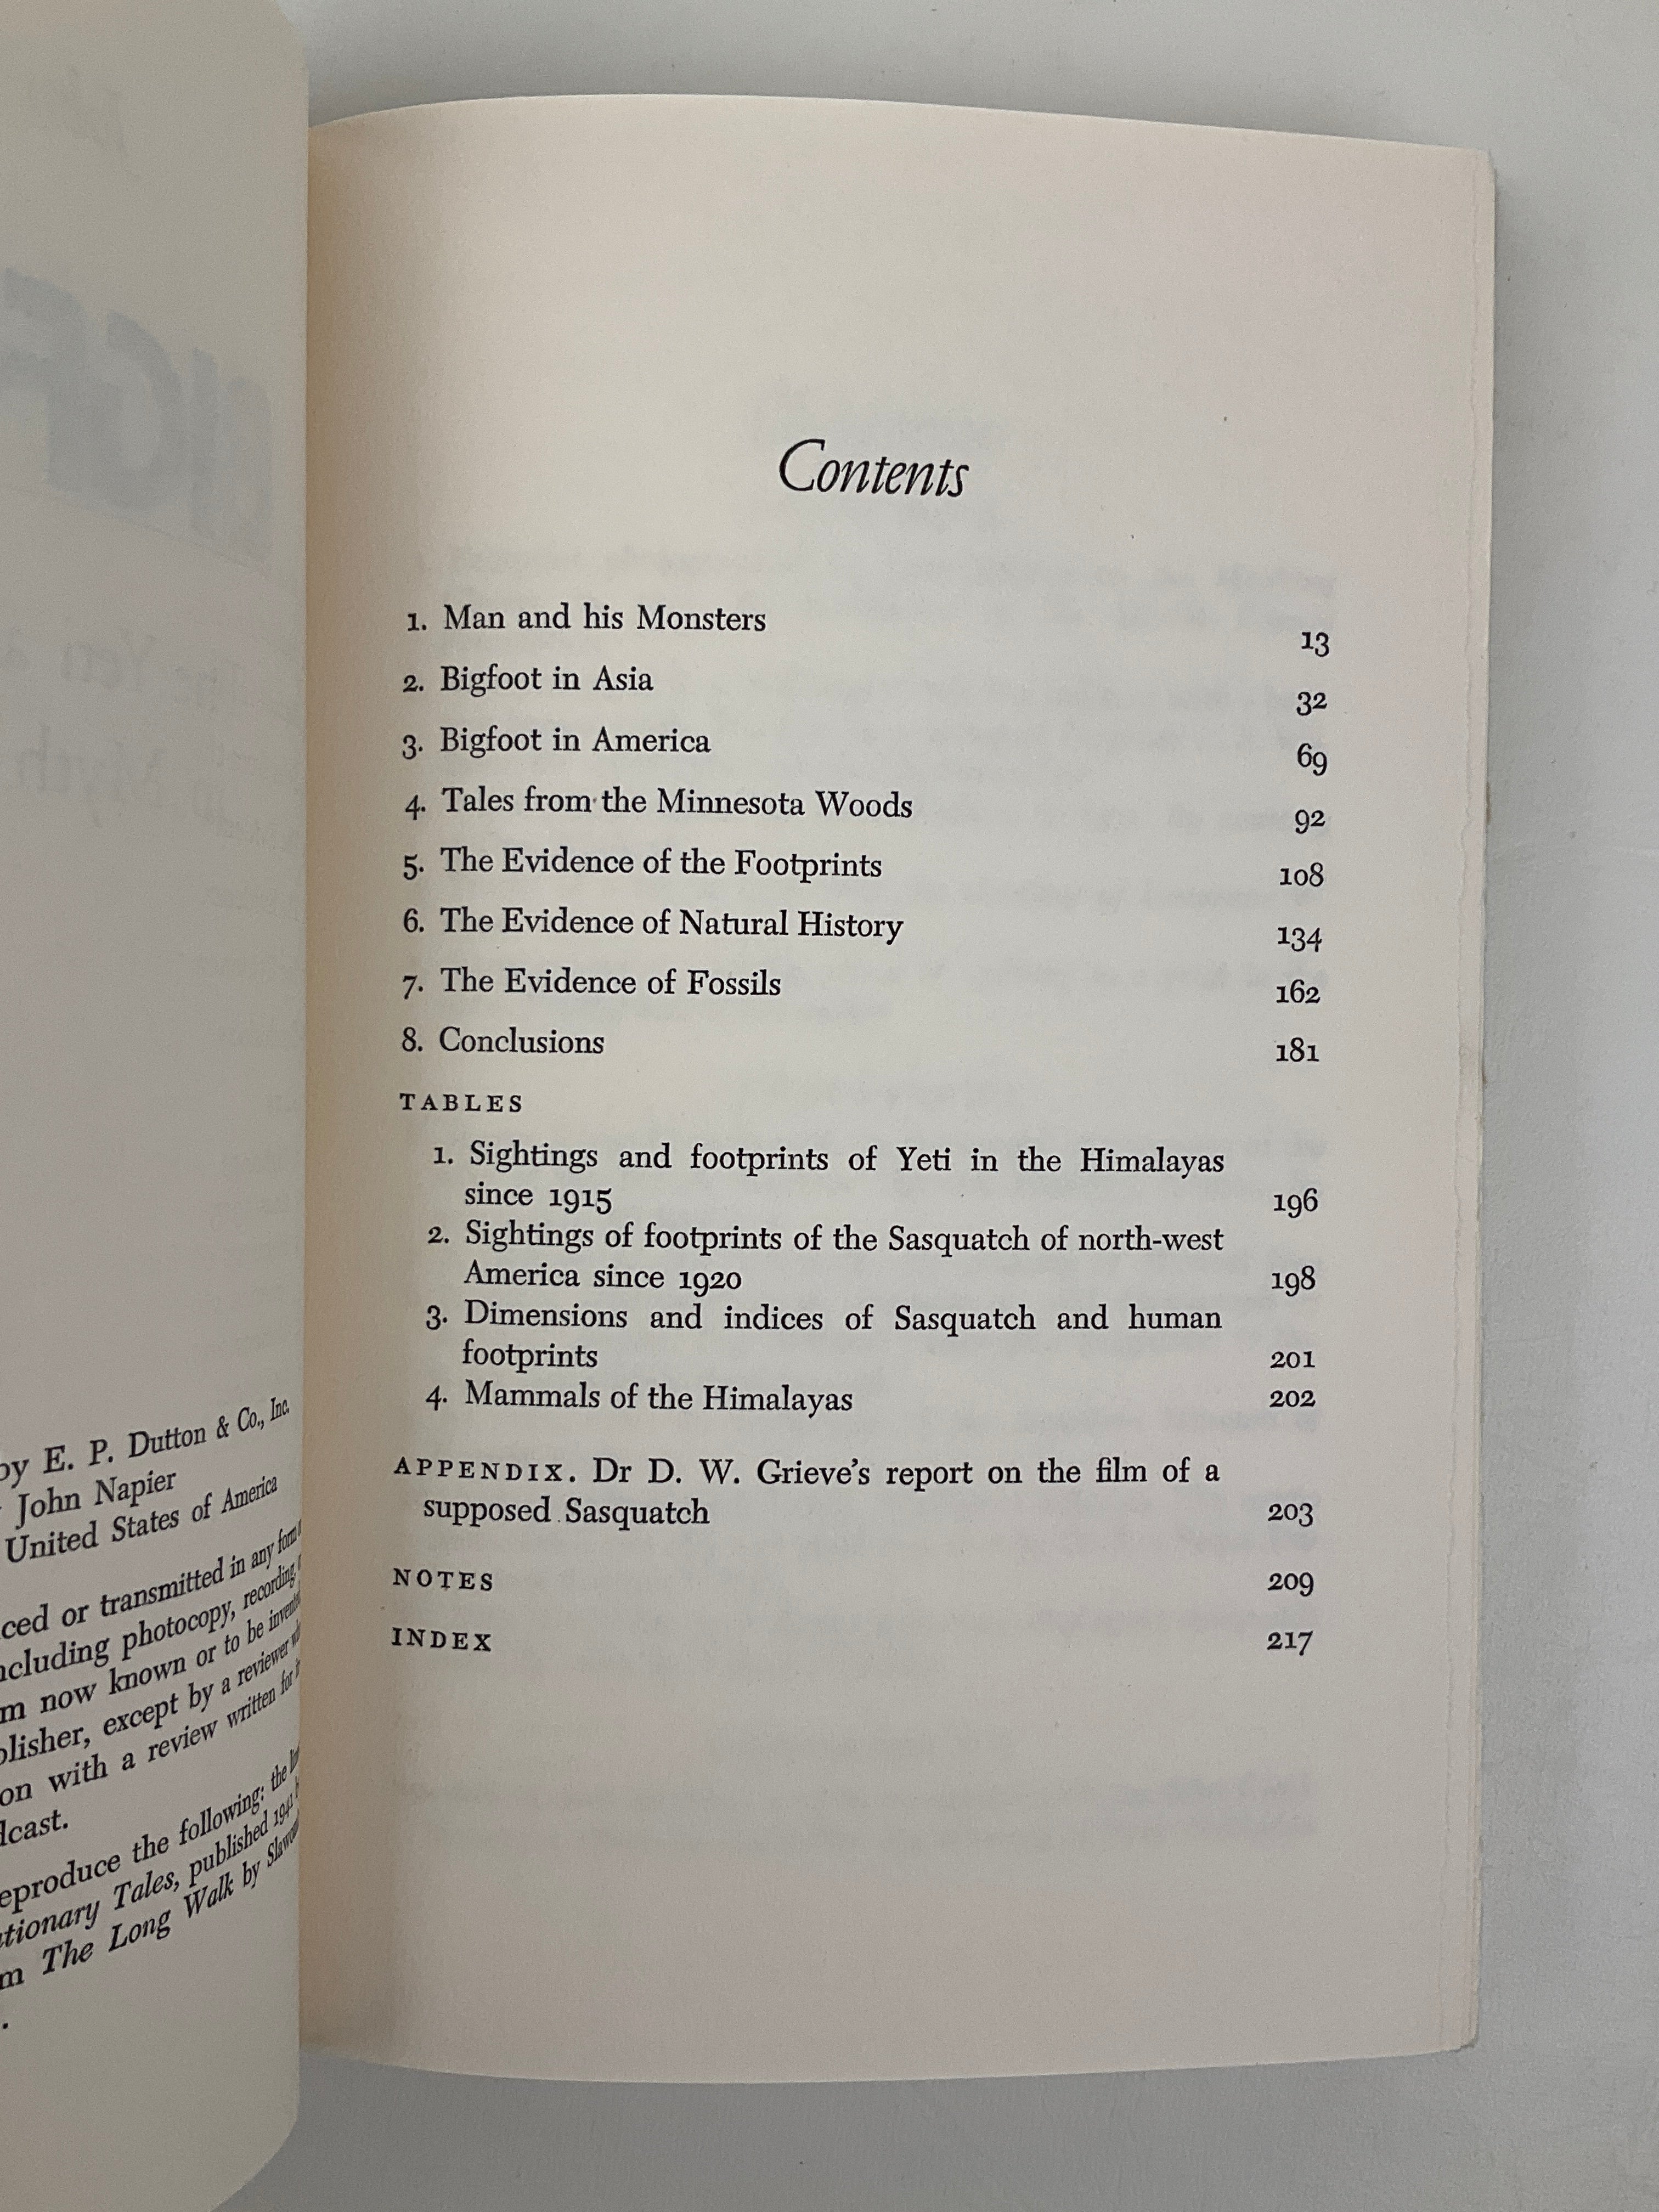 by E. P. Dutton & Co., Inc.
John Napier
United States of America
ced or transmitted in any form
cluding photocopy, recording
m now known or to be invented
blisher, except by a reviewer
on with a review written for
dcast.
eproduce the following: the
tionary Tales, published 1941
m The Long Walk by
Contents
1. Man and his Monsters 13
2. Bigfoot in Asia 32
3. Bigfoot in America 69
4. Tales from the Minnesota Woods 92
5. The Evidence of the Footprints 108
6. The Evidence of Natural History 134
7. The Evidence of Fossils 162
8. Conclusions 181
TABLES
1. Sightings and footprints of Yeti in the Himalayas
since 1915 196
2. Sightings of footprints of the Sasquatch of north-west
America since 1920 198
3. Dimensions and indices of Sasquatch and human
footprints 201
4. Mammals of the Himalayas 202
APPENDIX. Dr D. W. Grieve's report on the film of a
supposed Sasquatch 203
NOTES 209
INDEX 217